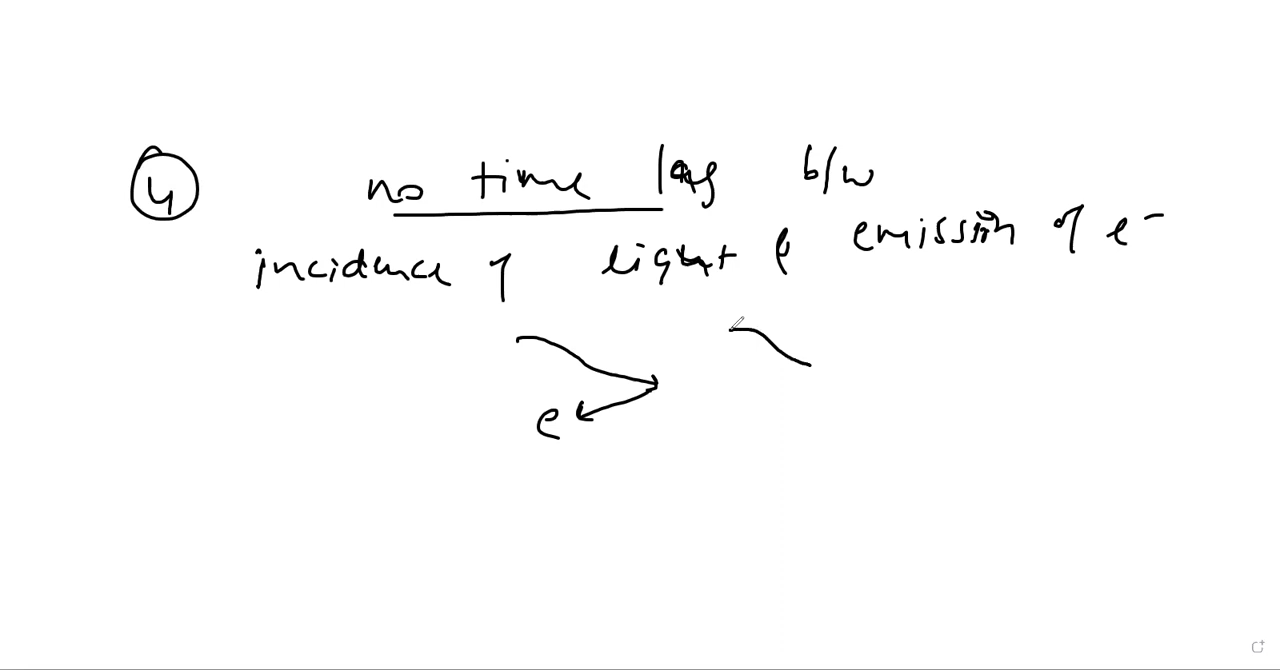 4 no time lag b/w
incidence of light & emission of e⁻
e